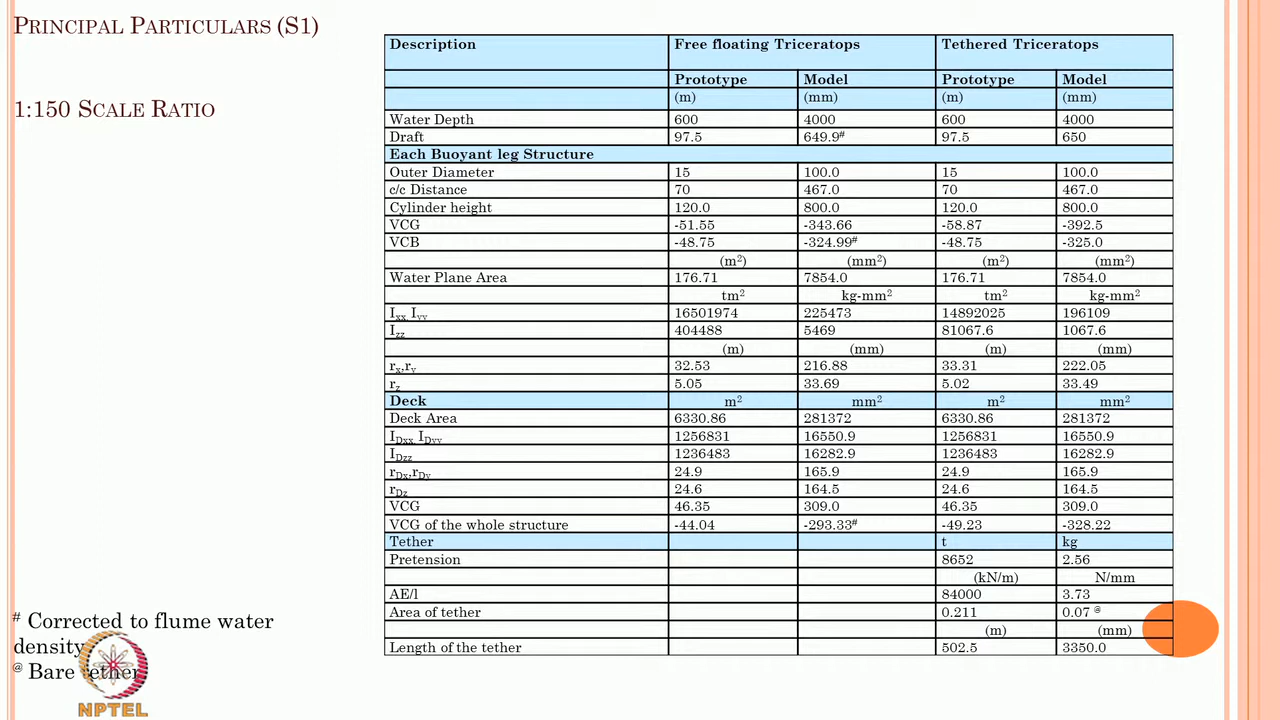 PRINCIPAL PARTICULARS (S1)
1:150 SCALE RATIO
Description Free floating Triceratops Tethered Triceratops
Prototype Model Prototype Model
(m) (mm) (m) (mm)
Water Depth 600 4000 600 4000
Draft 97.5 649.9# 97.5 650
Each Buoyant leg Structure
Outer Diameter 15 100.0 15 100.0
c/c Distance 70 467.0 70 467.0
Cylinder height 120.0 800.0 120.0 800.0
VCG -51.55 -343.66 -58.87 -392.5
VCB -48.75 -324.99# -48.75 -325.0
(m2) (mm2) (m2) (mm2)
Water Plane Area 176.71 7854.0 176.71 7854.0
tm2 kg-mm2 tm2 kg-mm2
Ixx, Iyy 16501974 225473 14892025 196109
Izz 404488 5469 81067.6 1067.6
(m) (mm) (m) (mm)
rx,ry 32.53 216.88 33.31 222.05
rz 5.05 33.69 5.02 33.49
Deck m2 mm2 m2 mm2
Deck Area 6330.86 281372 6330.86 281372
IDxx, IDyy 1256831 16550.9 1256831 16550.9
IDzz 1236483 16282.9 1236483 16282.9
rDx,rDy 24.9 165.9 24.9 165.9
rDz 24.6 164.5 24.6 164.5
VCG 46.35 309.0 46.35 309.0
VCG of the whole structure -44.04 -293.33# -49.23 -328.22
Tether t kg
Pretension 8652 2.56
(kN/m) N/mm
AE/l 84000 3.73
Area of tether 0.211 0.07 @
(m) (mm)
Length of the tether 502.5 3350.0
# Corrected to flume water
density
@ Bare tether
NPTEL